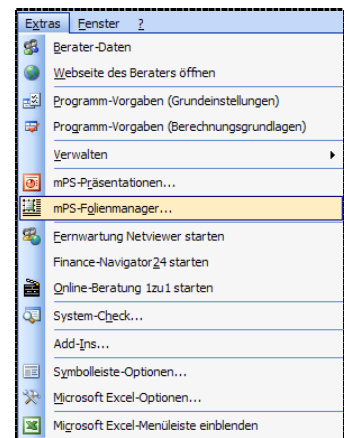 Extras Fenster ?
Berater-Daten
Webseite des Beraters öffnen
Programm-Vorgaben (Grundeinstellungen)
Programm-Vorgaben (Berechnungsgrundlagen)
Verwalten
mPS-Präsentationen...
mPS-Folienmanager...
Fernwartung Netviewer starten
Finance-Navigator24 starten
Online-Beratung 1zu1 starten
System-Check...
Add-Ins...
Symbolleiste-Optionen...
Microsoft Excel-Optionen...
Microsoft Excel-Menüleiste einblenden